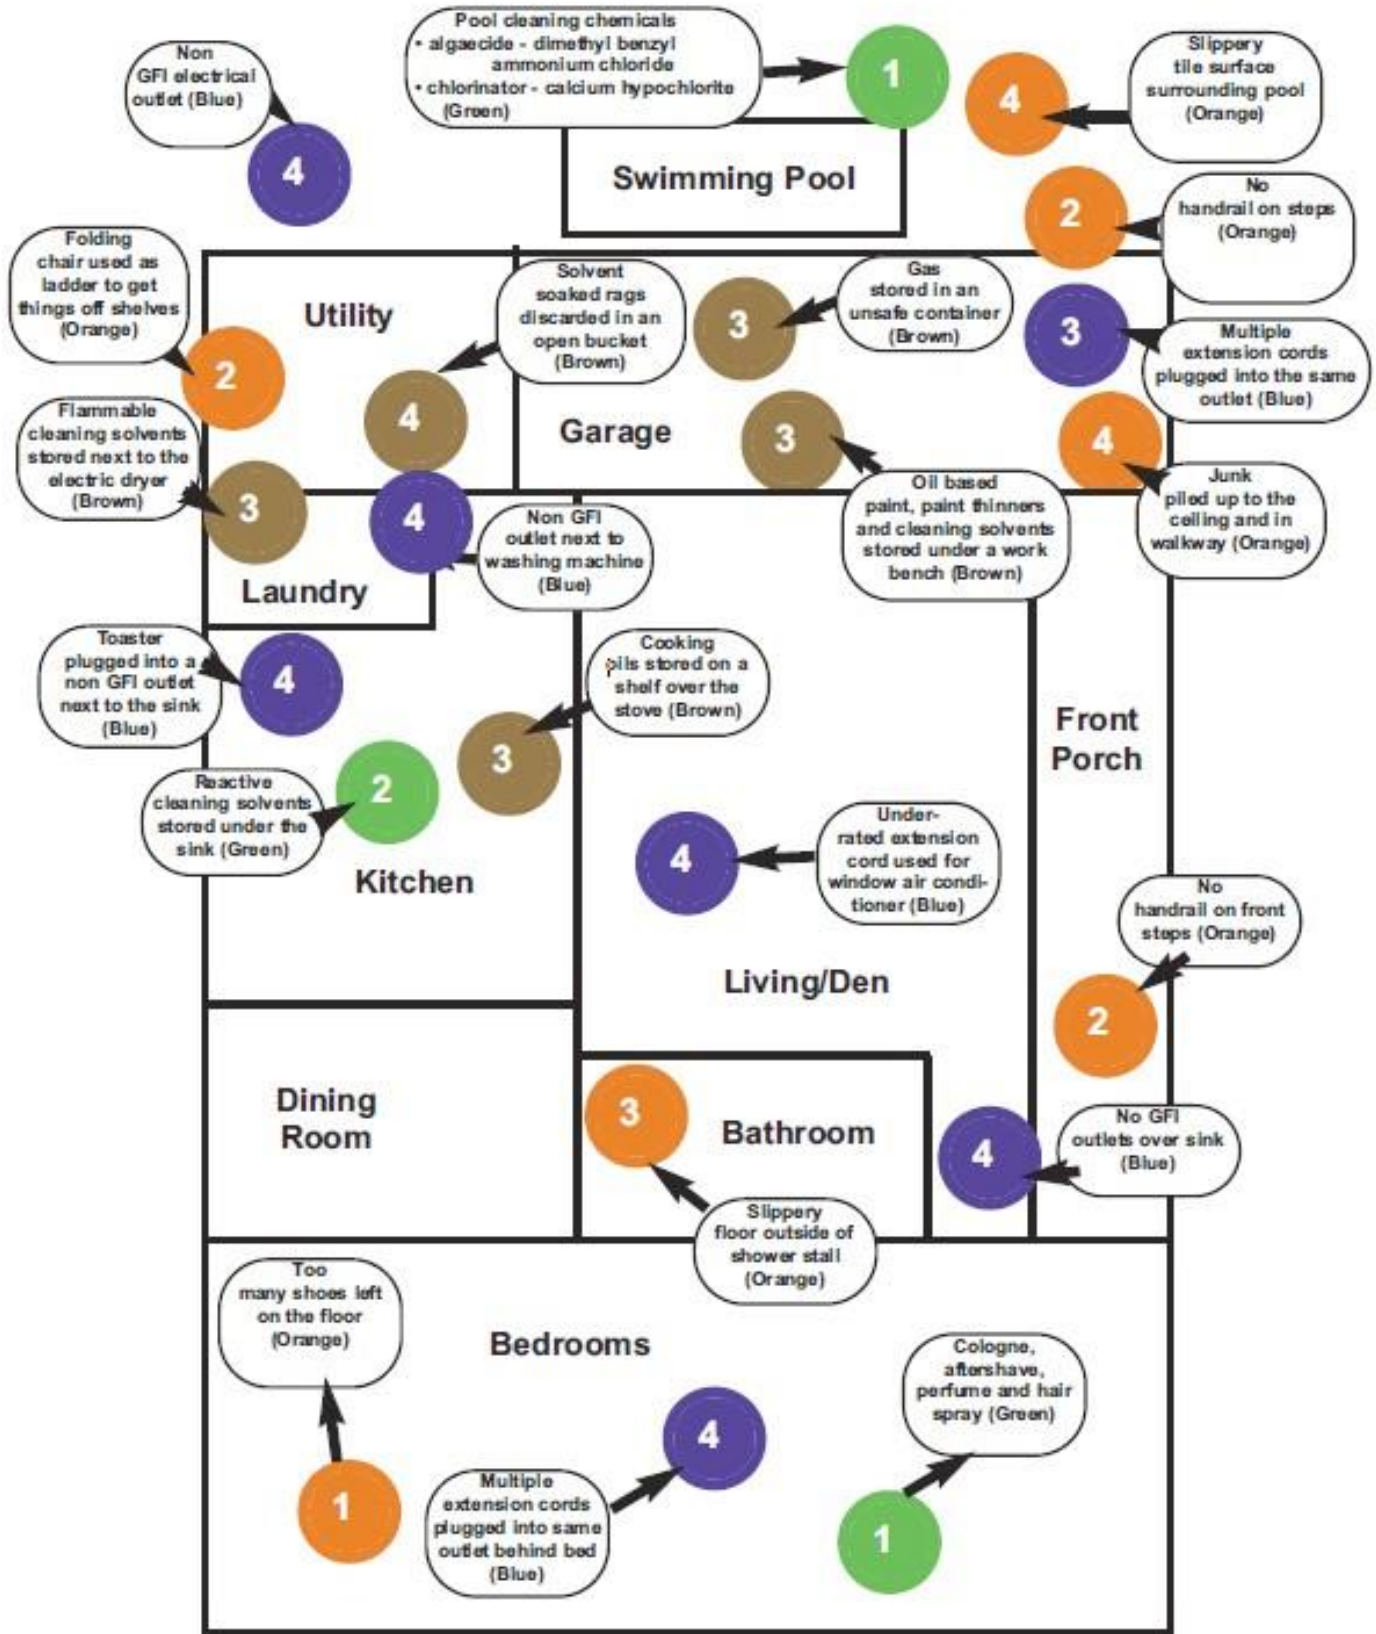 Non
GFI electrical
outlet (Blue)
4
Pool cleaning chemicals
• algaecide - dimethyl benzyl
ammonium chloride
• chlorinator - calcium hypochlorite
(Green)
1
4
Slippery
tile surface
surrounding pool
(Orange)
Swimming Pool
2
No
handrail on steps
(Orange)
Folding
chair used as
ladder to get
things off shelves
(Orange)
2
Utility
Solvent
soaked rags
discarded in an
open bucket
(Brown)
4
3
Gas
stored in an
unsafe container
(Brown)
3
Multiple
extension cords
plugged into the same
outlet (Blue)
Flammable
cleaning solvents
stored next to the
electric dryer
(Brown)
3
Garage
3
Oil based
paint, paint thinners
and cleaning solvents
stored under a work
bench (Brown)
4
Junk
piled up to the
ceiling and in
walkway (Orange)
4
Non GFI
outlet next to
washing machine
(Blue)
Laundry
Toaster
plugged into a
non GFI outlet
next to the sink
(Blue)
4
Cooking
oils stored on a
shelf over the
stove (Brown)
3
Front
Porch
Reactive
cleaning solvents
stored under the
sink (Green)
2
Kitchen
4
Under-
rated extension
cord used for
window air condi-
tioner (Blue)
No
handrail on front
steps (Orange)
2
Living/Den
Dining
Room
3
Bathroom
4
No GFI
outlets over sink
(Blue)
Slippery
floor outside of
shower stall
(Orange)
Too
many shoes left
on the floor
(Orange)
1
Bedrooms
4
Multiple
extension cords
plugged into same
outlet behind bed
(Blue)
Cologne,
aftershave,
perfume and hair
spray (Green)
1